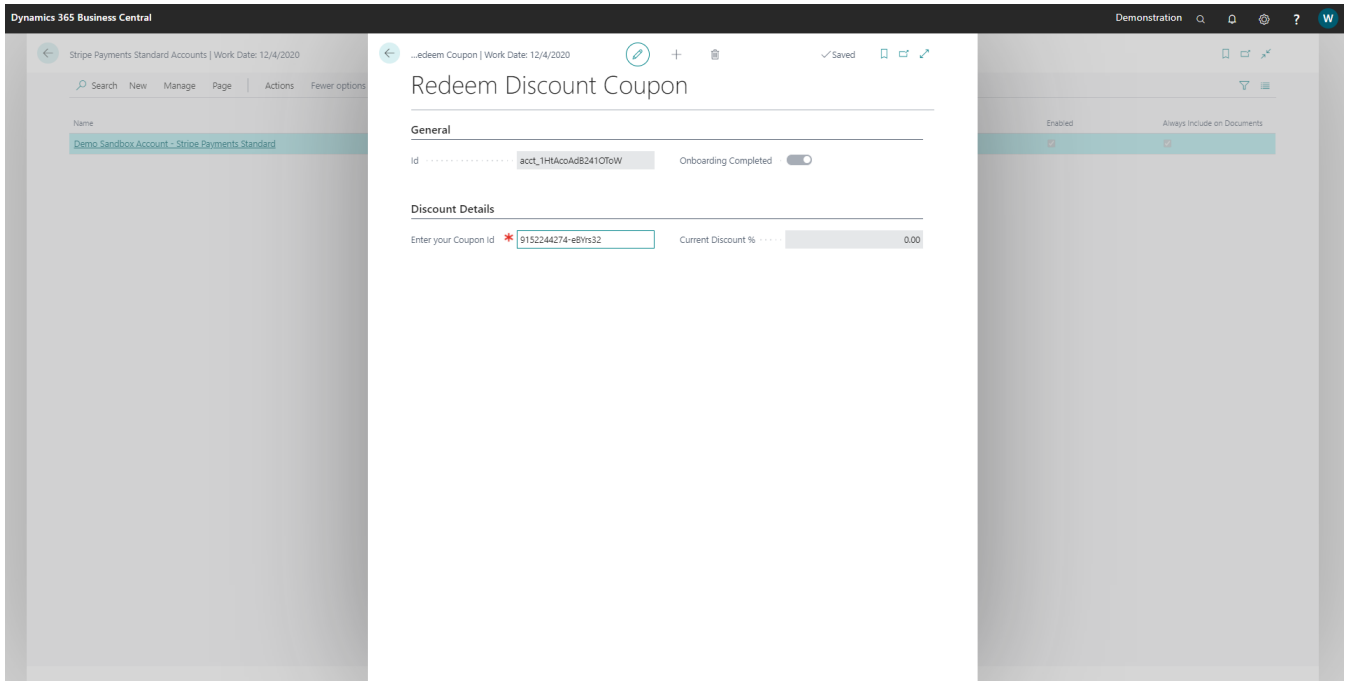 Dynamics 365 Business Central
Demonstration
?
W
Stripe Payments Standard Accounts | Work Date: 12/4/2020
Search New Manage Page Actions Fewer options
Name
Demo Sandbox Account - Stripe Payments Standard
...edeem Coupon | Work Date: 12/4/2020
Saved
Redeem Discount Coupon
General
Id acct_1HtAcoAdB241OToW
Onboarding Completed
Discount Details
Enter your Coupon Id * 9152244274-eBYrs32
Current Discount % 0.00
Enabled
Always Include on Documents